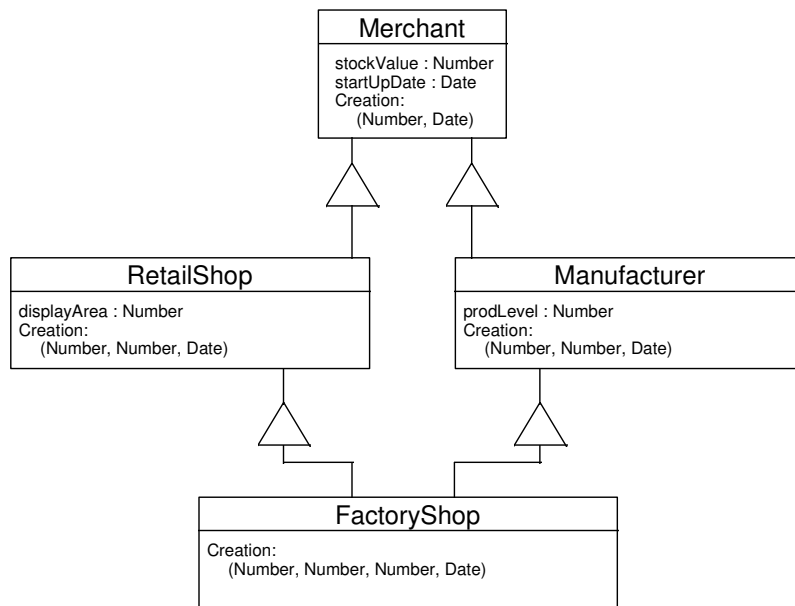 Merchant
stockValue : Number
startUpDate : Date
Creation:
(Number, Date)
RetailShop
displayArea : Number
Creation:
(Number, Number, Date)
Manufacturer
prodLevel : Number
Creation:
(Number, Number, Date)
FactoryShop
Creation:
(Number, Number, Number, Date)